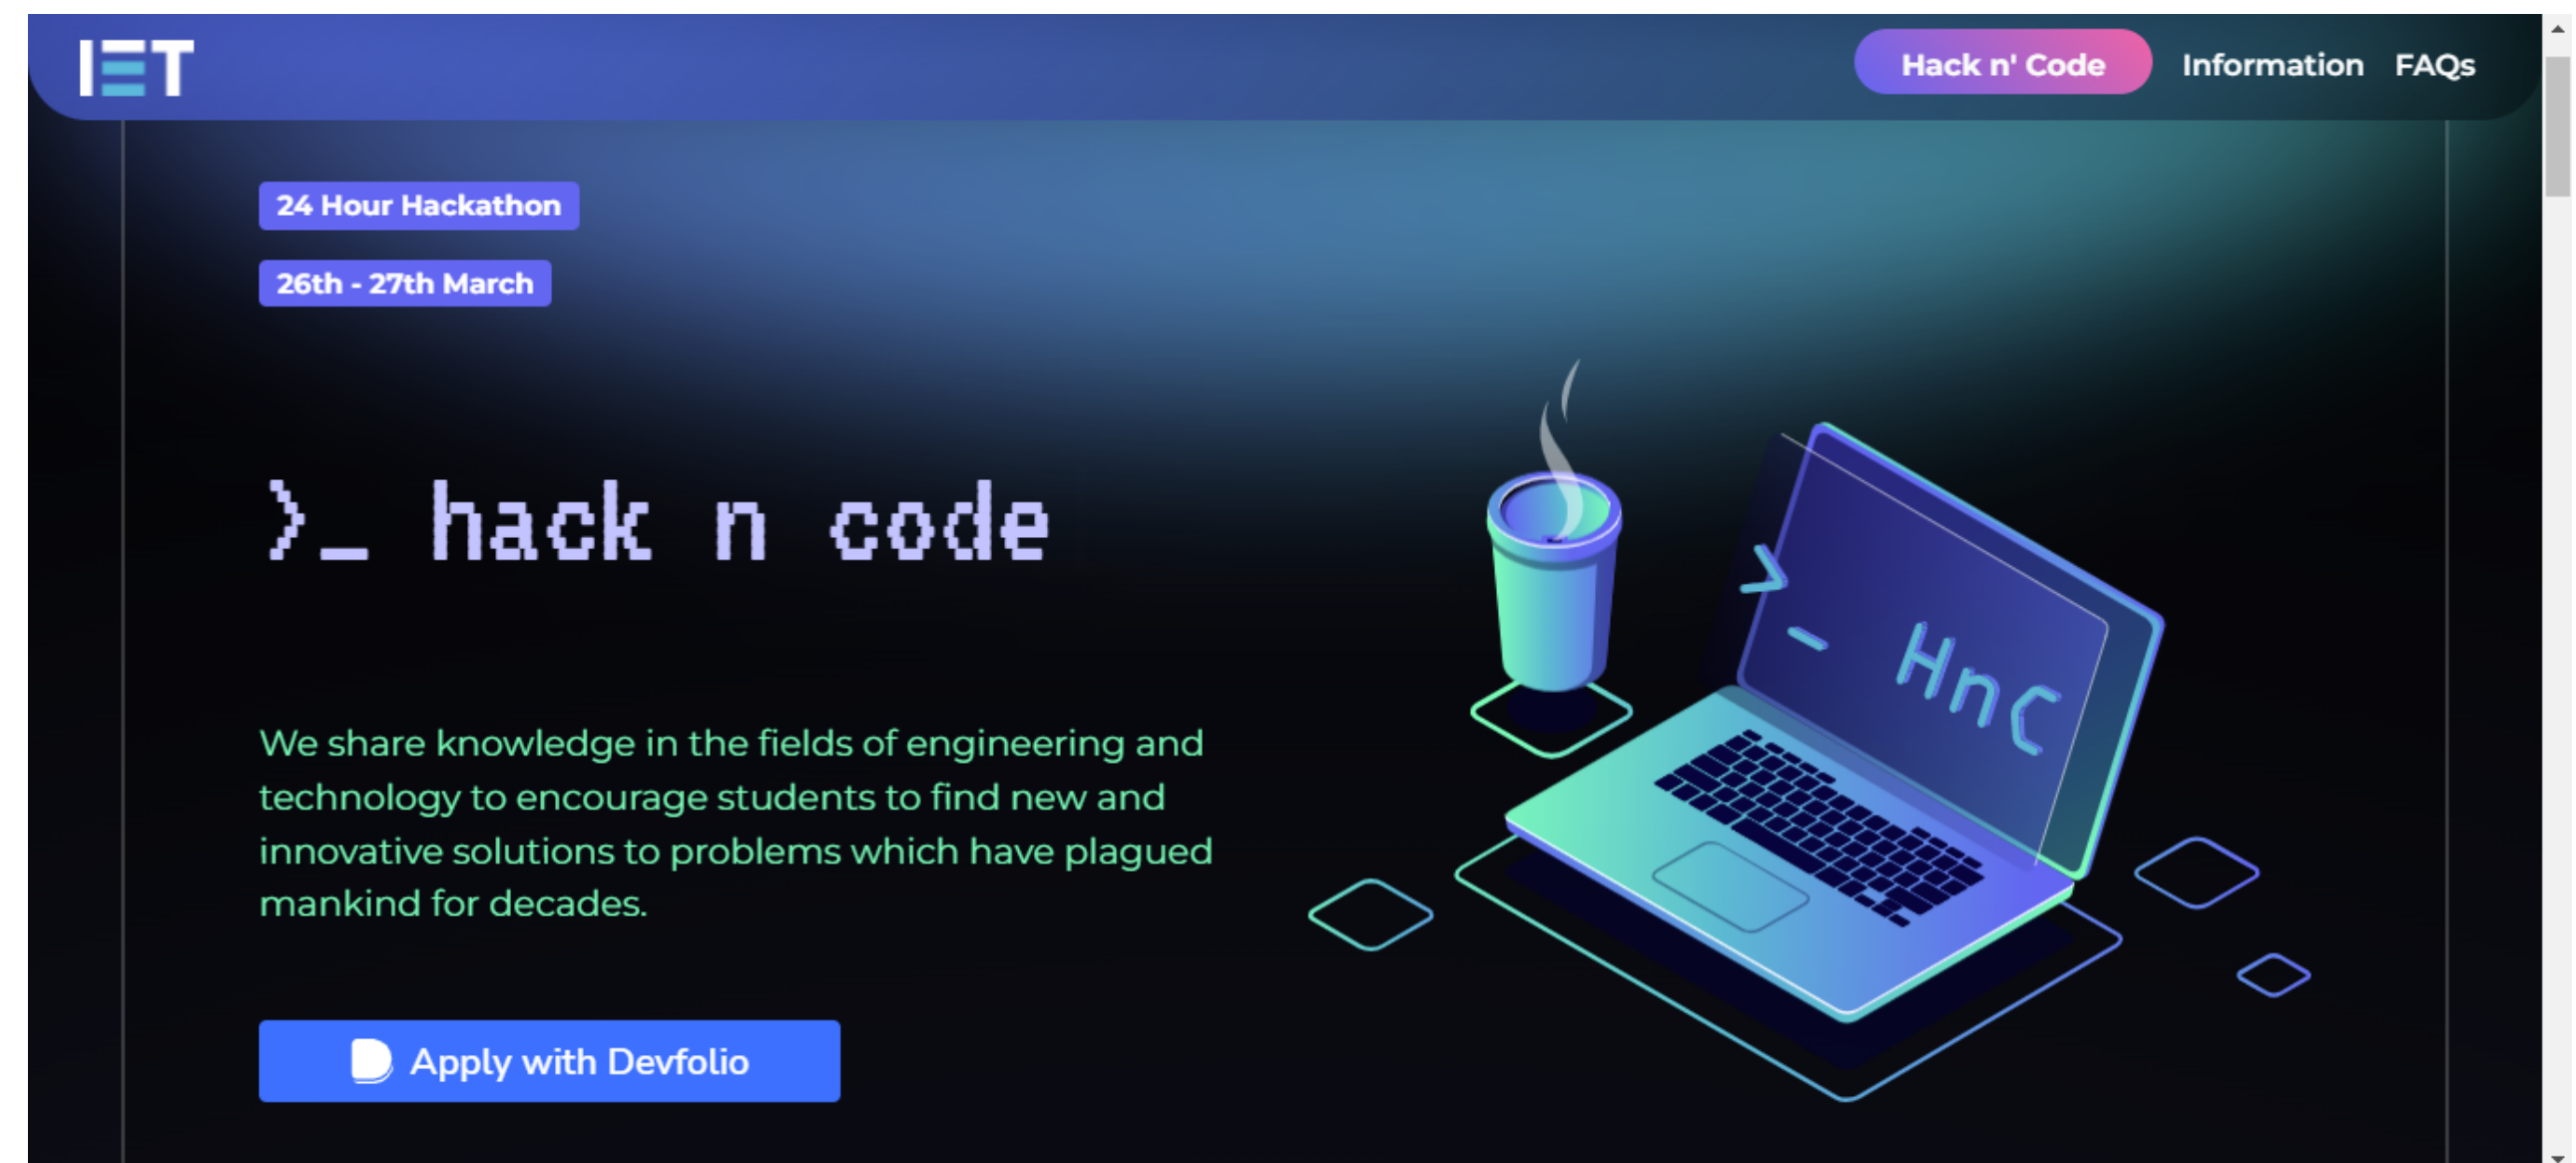 IET
Hack n' Code
Information
FAQs
24 Hour Hackathon
26th - 27th March
>_ hack n code
We share knowledge in the fields of engineering and
technology to encourage students to find new and
innovative solutions to problems which have plagued
mankind for decades.
Apply with Devfolio
>
_ HnC